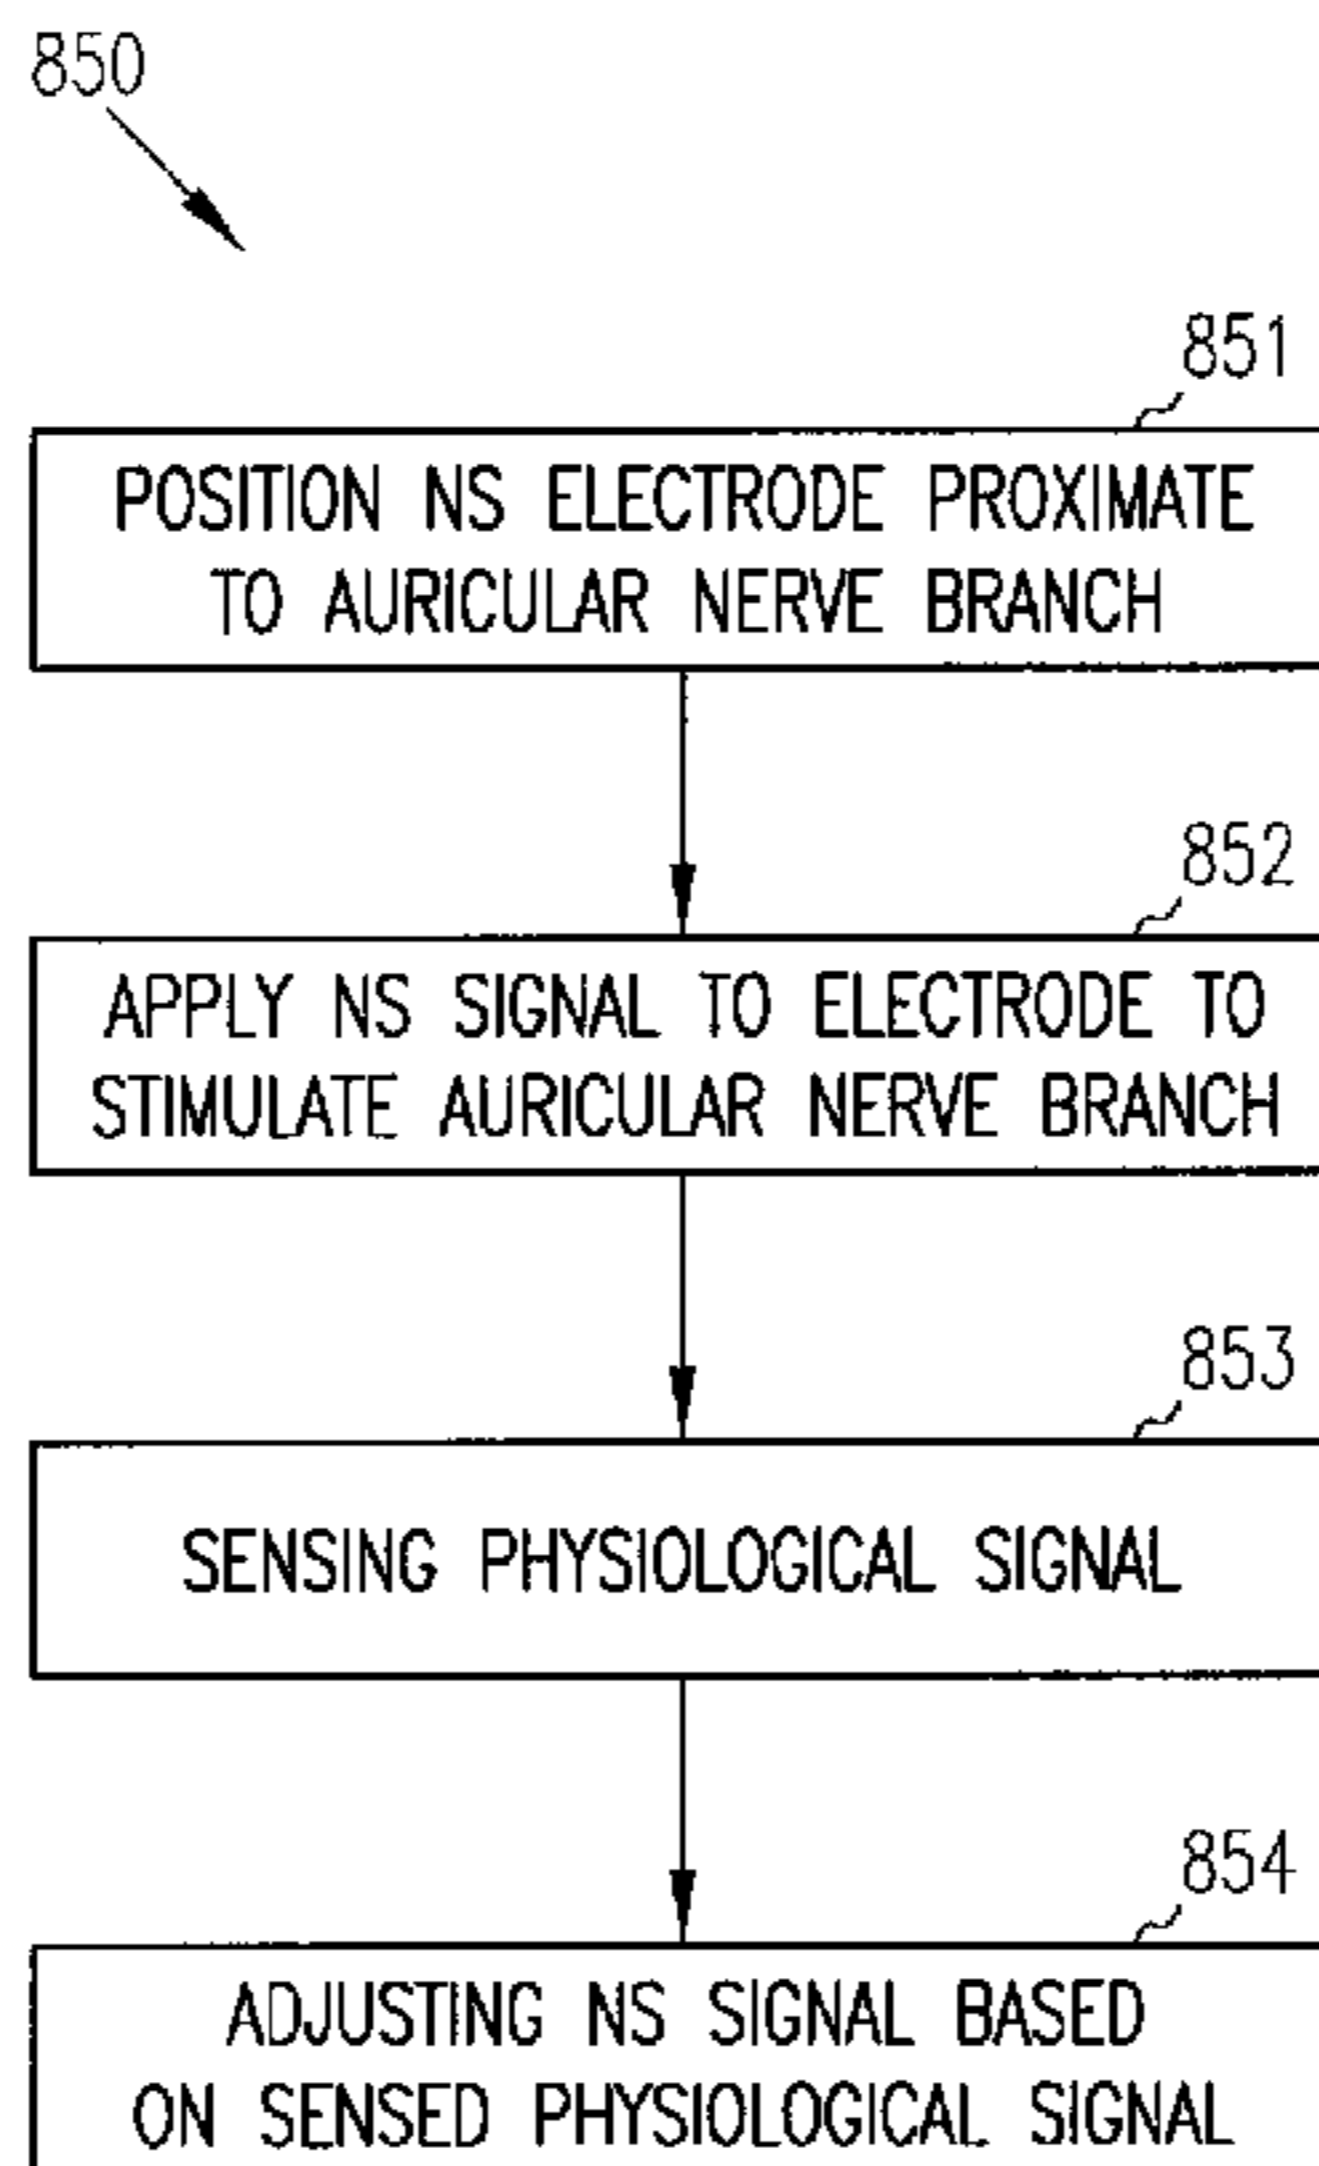 850
851
POSITION NS ELECTRODE PROXIMATE
TO AURICULAR NERVE BRANCH
852
APPLY NS SIGNAL TO ELECTRODE TO
STIMULATE AURICULAR NERVE BRANCH
853
SENSING PHYSIOLOGICAL SIGNAL
854
ADJUSTING NS SIGNAL BASED
ON SENSED PHYSIOLOGICAL SIGNAL